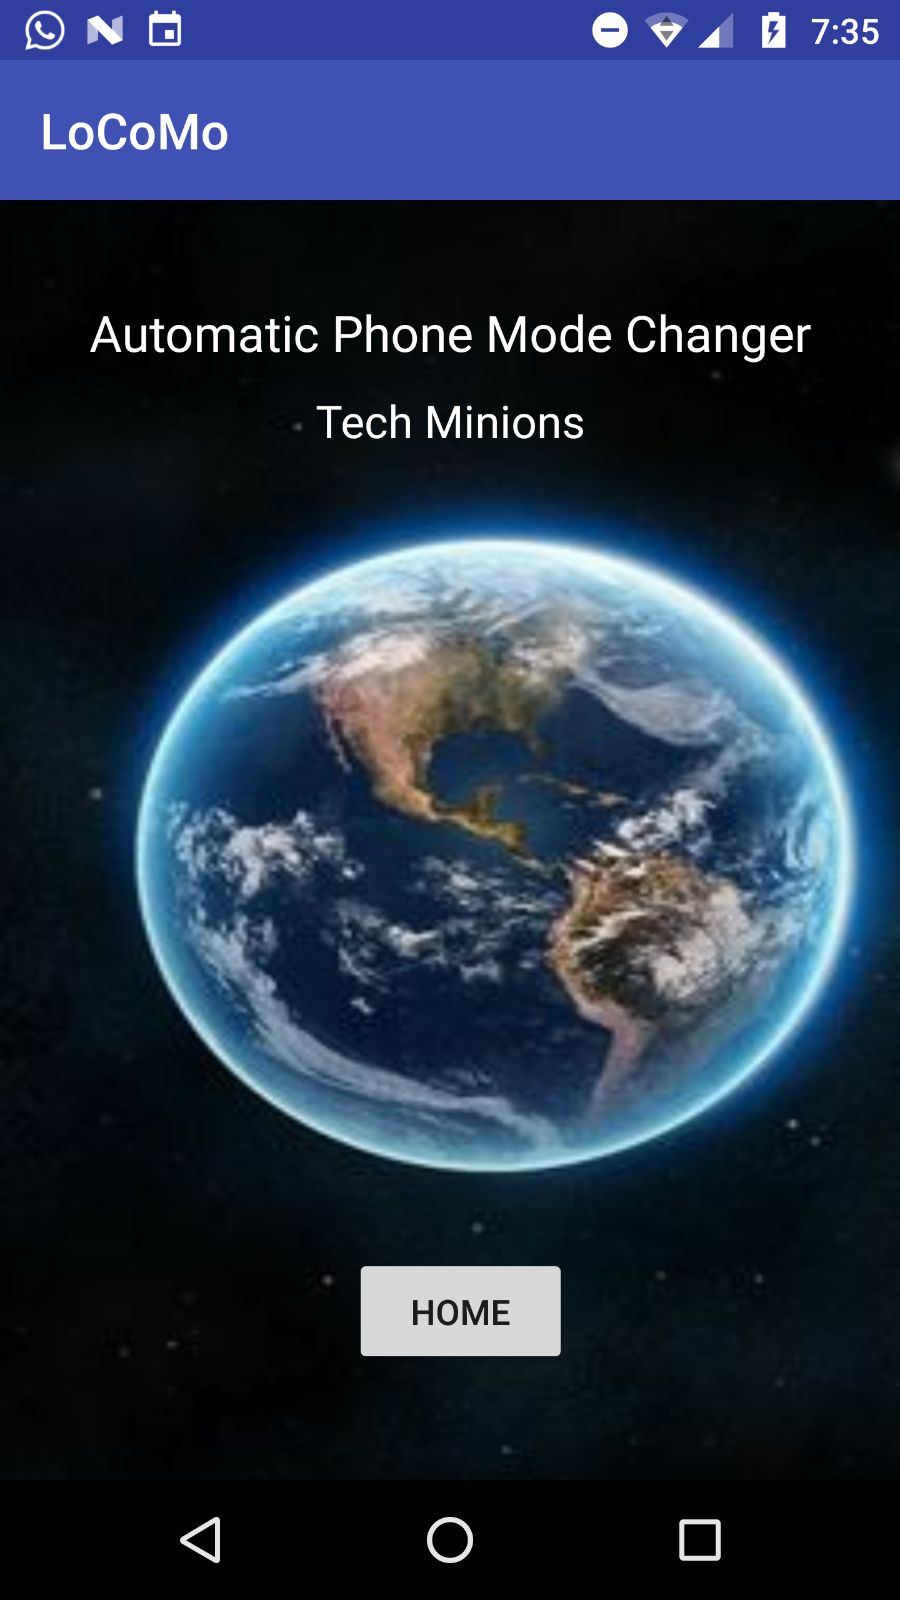 7:35
LoCoMo
Automatic Phone Mode Changer
Tech Minions
HOME